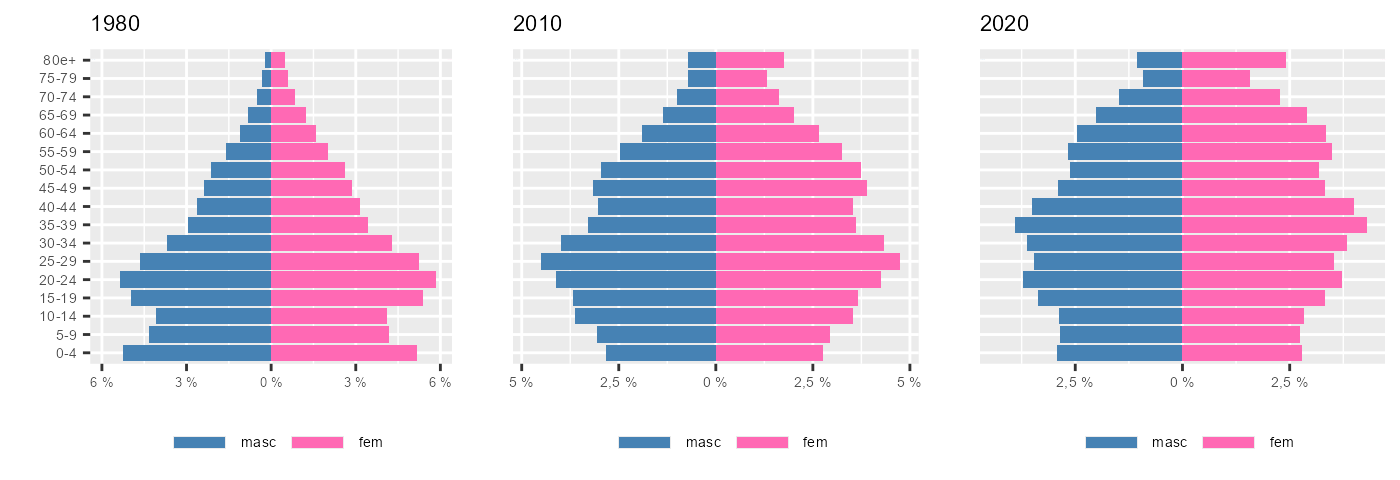 1980
2010
2020
80e+
75-79
70-74
65-69
60-64
55-59
50-54
45-49
40-44
35-39
30-34
25-29
20-24
15-19
10-14
5-9
0-4
6 % 3 % 0 % 3 % 6 %
5 % 2,5 % 0 % 2,5 % 5 %
2,5 % 0 % 2,5 %
masc fem
masc fem
masc fem